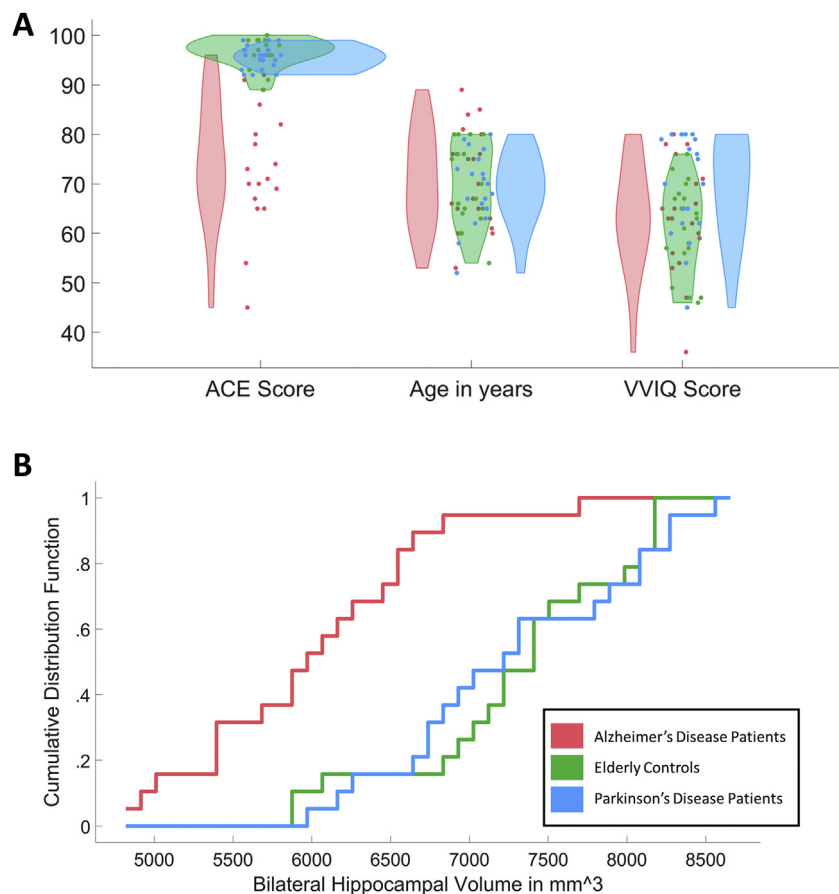 A
100
90
80
70
60
50
40
ACE Score
Age in years
VVIQ Score
B
Cumulative Distribution Function
1
.8
.6
.4
.2
0
5000
5500
6000
6500
7000
7500
8000
8500
Bilateral Hippocampal Volume in mm^3
Alzheimer's Disease Patients
Elderly Controls
Parkinson's Disease Patients